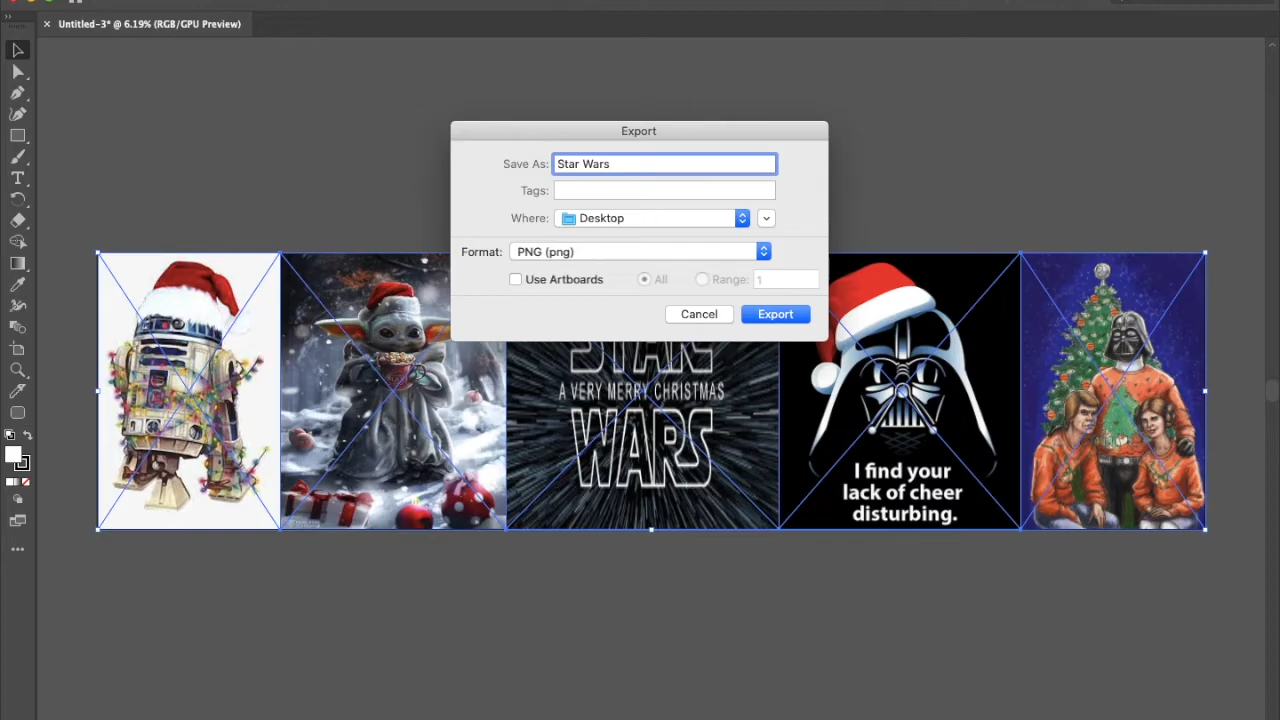 Untitled-3* @ 6.19% (RGB/GPU Preview)
Export
Save As: Star Wars
Tags:
Where: Desktop
Format: PNG (png)
Use Artboards All Range: 1
Cancel Export
STAR
A VERY MERRY CHRISTMAS
WARS
I find your
lack of cheer
disturbing.